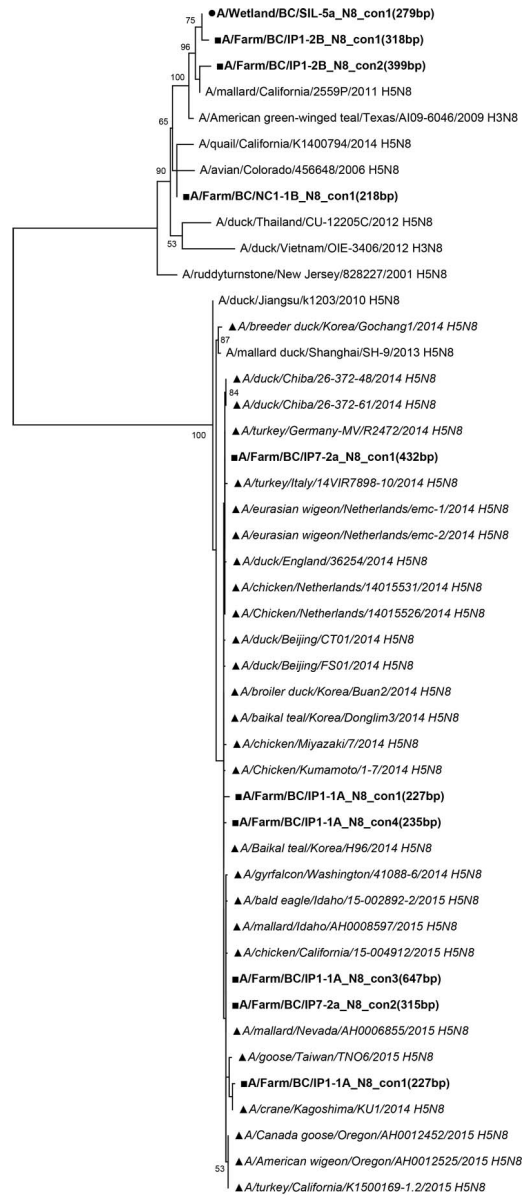 75
●A/Wetland/BC/SIL-5a_N8_con1(279bp)
■A/Farm/BC/IP1-2B_N8_con1(318bp)
96
■A/Farm/BC/IP1-2B_N8_con2(399bp)
100
A/mallard/California/2559P/2011 H5N8
A/American green-winged teal/Texas/AI09-6046/2009 H3N8
65
A/quail/California/K1400794/2014 H5N8
90
A/avian/Colorado/456648/2006 H5N8
■A/Farm/BC/NC1-1B_N8_con1(218bp)
A/duck/Thailand/CU-12205C/2012 H5N8
53
A/duck/Vietnam/OIE-3406/2012 H3N8
A/ruddyturnstone/New Jersey/828227/2001 H5N8
A/duck/Jiangsu/k1203/2010 H5N8
▲A/breeder duck/Korea/Gochang1/2014 H5N8
87
A/mallard duck/Shanghai/SH-9/2013 H5N8
▲A/duck/Chiba/26-372-48/2014 H5N8
84
▲A/duck/Chiba/26-372-61/2014 H5N8
▲A/turkey/Germany-MV/R2472/2014 H5N8
100
■A/Farm/BC/IP7-2a_N8_con1(432bp)
▲A/turkey/Italy/14VIR7898-10/2014 H5N8
▲A/eurasian wigeon/Netherlands/emc-1/2014 H5N8
▲A/eurasian wigeon/Netherlands/emc-2/2014 H5N8
▲A/duck/England/36254/2014 H5N8
▲A/chicken/Netherlands/14015531/2014 H5N8
▲A/Chicken/Netherlands/14015526/2014 H5N8
▲A/duck/Beijing/CT01/2014 H5N8
▲A/duck/Beijing/FS01/2014 H5N8
▲A/broiler duck/Korea/Buan2/2014 H5N8
▲A/baikal teal/Korea/Donglim3/2014 H5N8
▲A/chicken/Miyazaki/7/2014 H5N8
▲A/Chicken/Kumamoto/1-7/2014 H5N8
■A/Farm/BC/IP1-1A_N8_con1(227bp)
■A/Farm/BC/IP1-1A_N8_con4(235bp)
▲A/Baikal teal/Korea/H96/2014 H5N8
▲A/gyrfalcon/Washington/41088-6/2014 H5N8
▲A/bald eagle/Idaho/15-002892-2/2015 H5N8
▲A/mallard/Idaho/AH0008597/2015 H5N8
▲A/chicken/California/15-004912/2015 H5N8
■A/Farm/BC/IP1-1A_N8_con3(647bp)
■A/Farm/BC/IP7-2a_N8_con2(315bp)
▲A/mallard/Nevada/AH0006855/2015 H5N8
▲A/goose/Taiwan/TNO6/2015 H5N8
■A/Farm/BC/IP1-1A_N8_con1(227bp)
▲A/crane/Kagoshima/KU1/2014 H5N8
▲A/Canada goose/Oregon/AH0012452/2015 H5N8
▲A/American wigeon/Oregon/AH0012525/2015 H5N8
53
▲A/turkey/California/K1500169-1.2/2015 H5N8